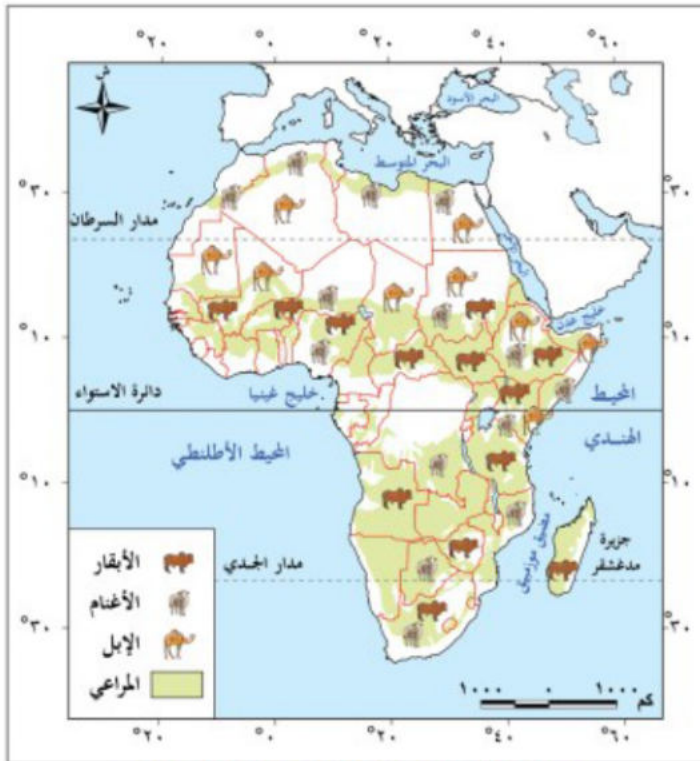 °٢٠ °٠ °٢٠ °٤٠ °٦٠
ش
البحر الأسود
البحر المتوسط
°٣٠ °٣٠
مدار السرطان
خليج عدن
°١٠ °١٠
دائرة الاستواء
خليج غينيا
المحيط
الهندي
المحيط الأطلنطي
°١٠ °١٠
مضيق موزمبيق
جزيرة
مدغشقر
مدار الجدي
الأبقار
الأغنام
الإبل
المراعي
°٣٠ °٣٠
١٠٠٠ ٠ ١٠٠٠
كم
°٢٠ °٠ °٢٠ °٤٠ °٦٠